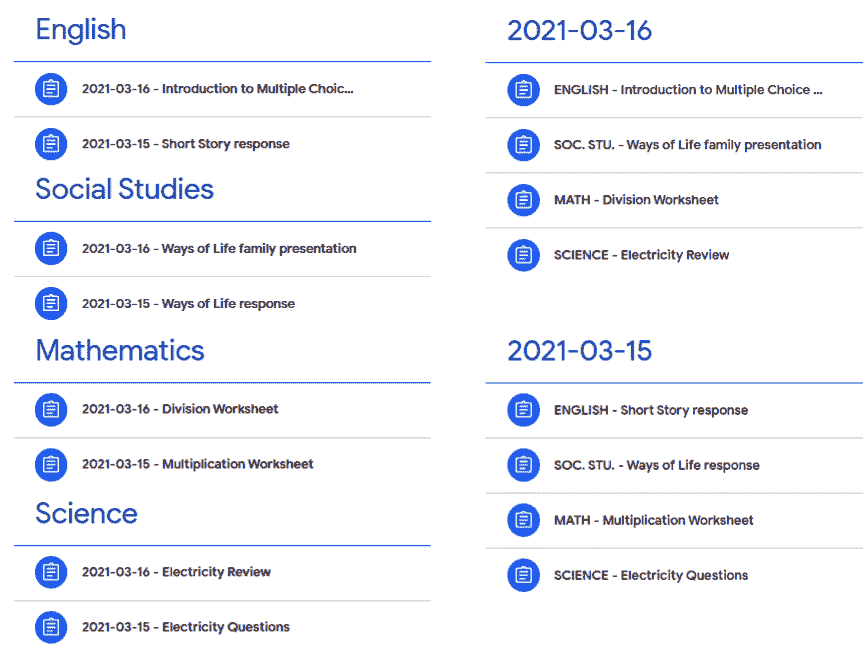 English
2021-03-16 - Introduction to Multiple Choic...
2021-03-15 - Short Story response
Social Studies
2021-03-16 - Ways of Life family presentation
2021-03-15 - Ways of Life response
Mathematics
2021-03-16 - Division Worksheet
2021-03-15 - Multiplication Worksheet
Science
2021-03-16 - Electricity Review
2021-03-15 - Electricity Questions
2021-03-16
ENGLISH - Introduction to Multiple Choice ...
SOC. STU. - Ways of Life family presentation
MATH - Division Worksheet
SCIENCE - Electricity Review
2021-03-15
ENGLISH - Short Story response
SOC. STU. - Ways of Life response
MATH - Multiplication Worksheet
SCIENCE - Electricity Questions